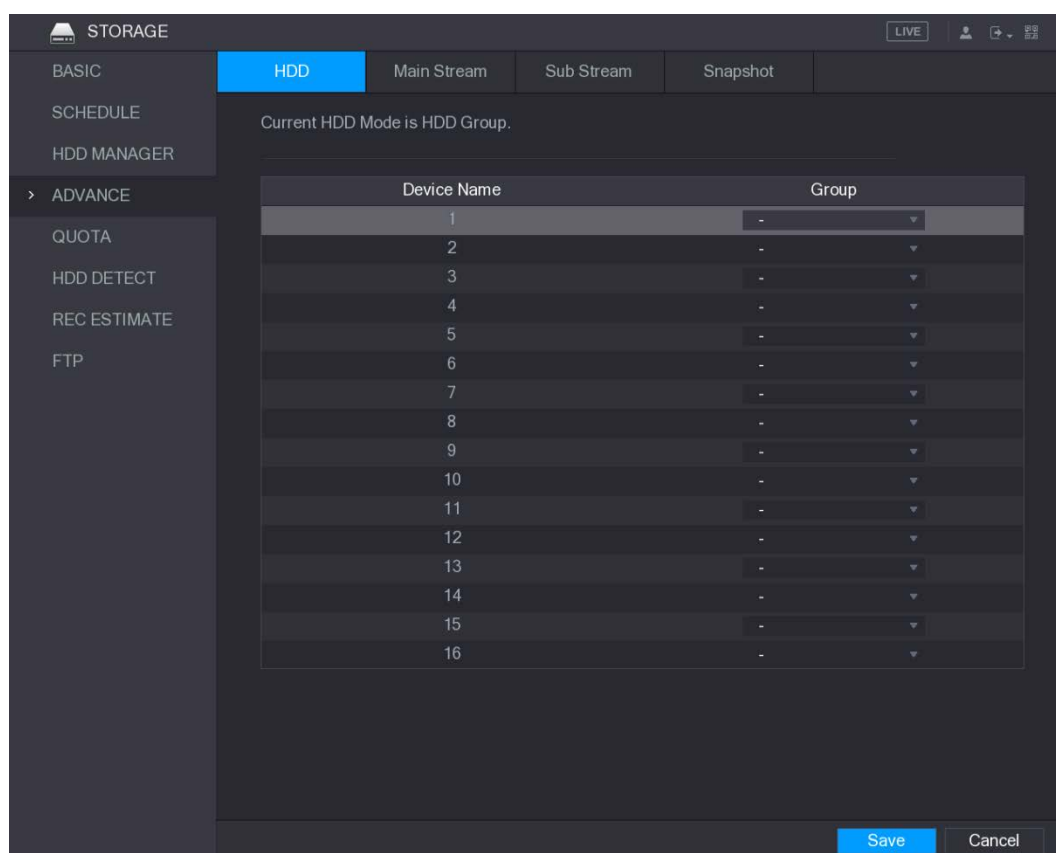 STORAGE LIVE
BASIC
SCHEDULE
HDD MANAGER
> ADVANCE
QUOTA
HDD DETECT
REC ESTIMATE
FTP
HDD Main Stream Sub Stream Snapshot
Current HDD Mode is HDD Group.
Device Name Group
1 -
2 -
3 -
4 -
5 -
6 -
7 -
8 -
9 -
10 -
11 -
12 -
13 -
14 -
15 -
16 -
Save Cancel